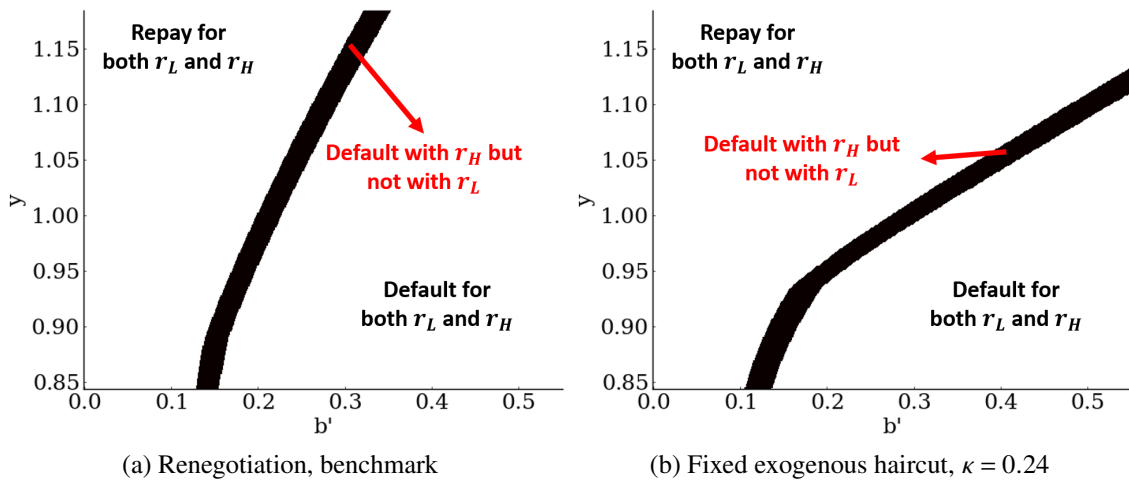 Repay for
both r_L and r_H
Default with r_H but
not with r_L
Default for
both r_L and r_H
y
1.15
1.10
1.05
1.00
0.95
0.90
0.85
0.0 0.1 0.2 0.3 0.4 0.5
b'
(a) Renegotiation, benchmark
Repay for
both r_L and r_H
Default with r_H but
not with r_L
Default for
both r_L and r_H
y
1.15
1.10
1.05
1.00
0.95
0.90
0.85
0.0 0.1 0.2 0.3 0.4 0.5
b'
(b) Fixed exogenous haircut, κ = 0.24